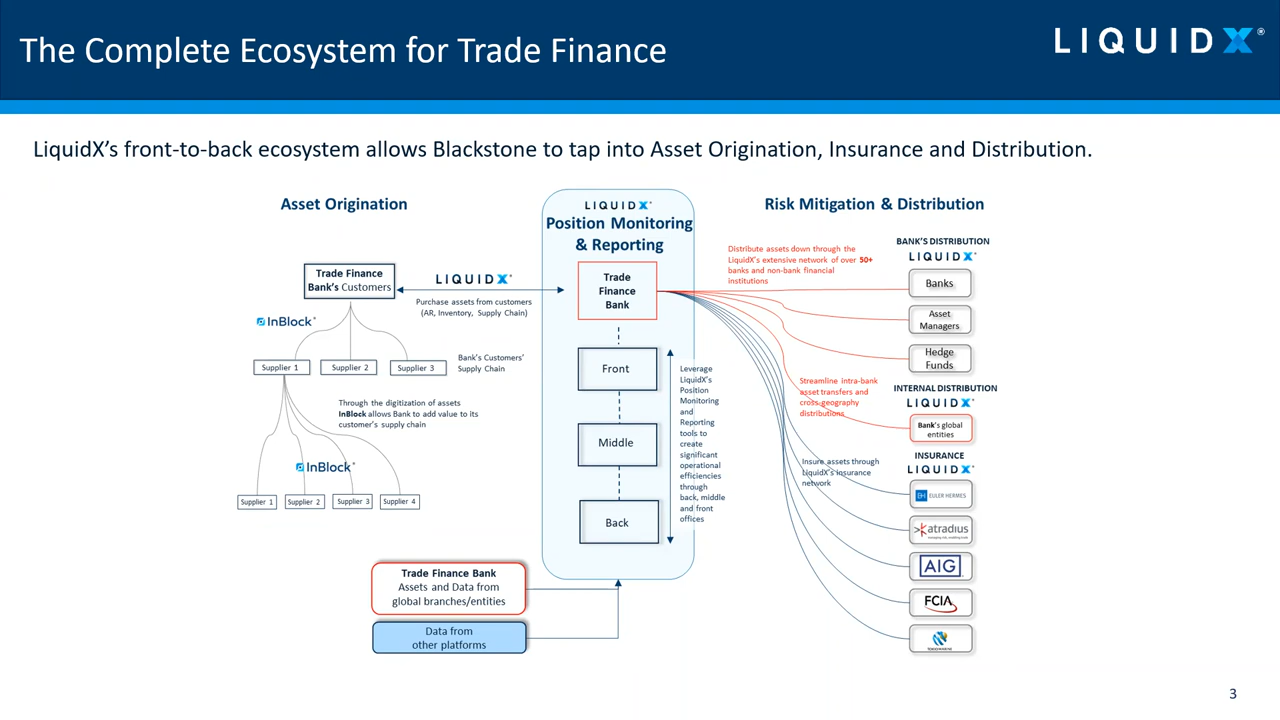 The Complete Ecosystem for Trade Finance
LIQUIDX®
LiquidX’s front-to-back ecosystem allows Blackstone to tap into Asset Origination, Insurance and Distribution.
Asset Origination
Trade Finance
Bank’s Customers
LIQUIDX®
Purchase assets from customers
(AR, Inventory, Supply Chain)
InBlock®
Supplier 1
Supplier 2
Supplier 3
Bank’s Customers’
Supply Chain
Through the digitization of assets
InBlock allows Bank to add value to its
customer’s supply chain
InBlock®
Supplier 1
Supplier 2
Supplier 3
Supplier 4
Trade Finance Bank
Assets and Data from
global branches/entities
Data from
other platforms
LIQUIDX®
Position Monitoring
& Reporting
Trade
Finance
Bank
Front
Middle
Back
Leverage
LiquidX’s
Position
Monitoring
and
Reporting
tools to
create
significant
operational
efficiencies
through
back, middle
and front
offices
Risk Mitigation & Distribution
Distribute assets down through the
LiquidX’s extensive network of over 50+
banks and non-bank financial
institutions
BANK’S DISTRIBUTION
LIQUIDX®
Banks
Asset
Managers
Hedge
Funds
Streamline intra-bank
asset transfers and
cross-geography
distributions
INTERNAL DISTRIBUTION
LIQUIDX®
Bank’s global
entities
Insure assets through
LiquidX’s insurance
network
INSURANCE
LIQUIDX®
EH EULER HERMES
atradius
managing risk, enabling trade
AIG
FCIA
TOKIO MARINE
3